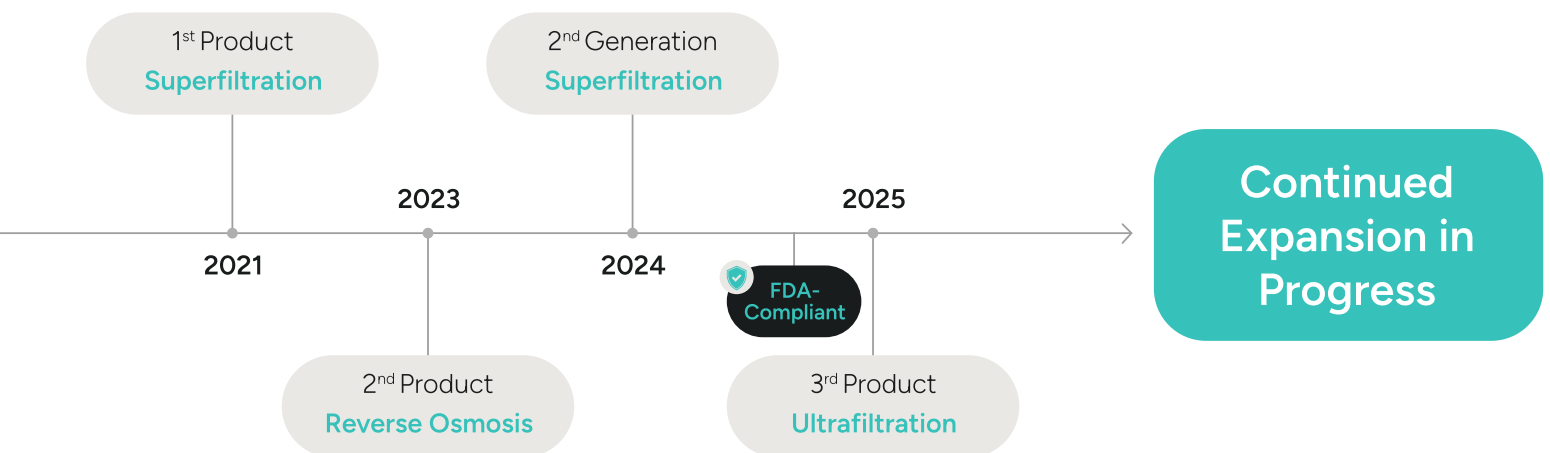 1st Product
Superfiltration
2nd Generation
Superfiltration
2023
2025
2021
2024
FDA-
Compliant
2nd Product
Reverse Osmosis
3rd Product
Ultrafiltration
Continued
Expansion in
Progress